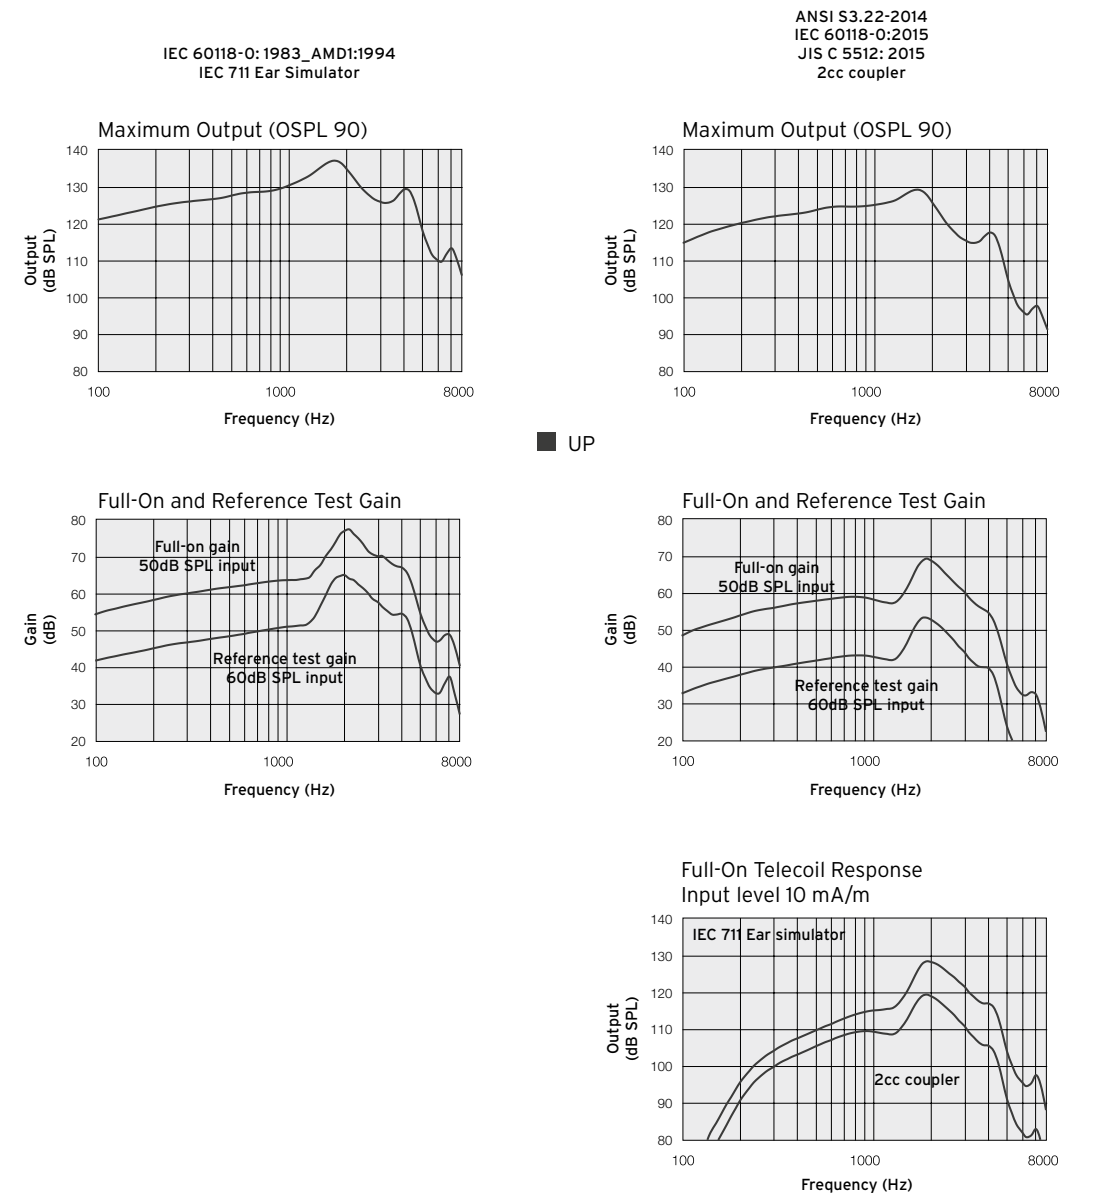 IEC 60118-0: 1983_AMD1:1994
IEC 711 Ear Simulator
ANSI S3.22-2014
IEC 60118-0:2015
JIS C 5512: 2015
2cc coupler
Maximum Output (OSPL 90)
140
130
120
110
100
90
80
Output
(dB SPL)
100
1000
8000
Frequency (Hz)
Maximum Output (OSPL 90)
140
130
120
110
100
90
80
Output
(dB SPL)
100
1000
8000
Frequency (Hz)
UP
Full-On and Reference Test Gain
80
70
60
50
40
30
20
Gain
(dB)
Full-on gain
50dB SPL input
Reference test gain
60dB SPL input
100
1000
8000
Frequency (Hz)
Full-On and Reference Test Gain
80
70
60
50
40
30
20
Gain
(dB)
Full-on gain
50dB SPL input
Reference test gain
60dB SPL input
100
1000
8000
Frequency (Hz)
Full-On Telecoil Response
Input level 10 mA/m
140
130
120
110
100
90
80
Output
(dB SPL)
IEC 711 Ear simulator
2cc coupler
100
1000
8000
Frequency (Hz)